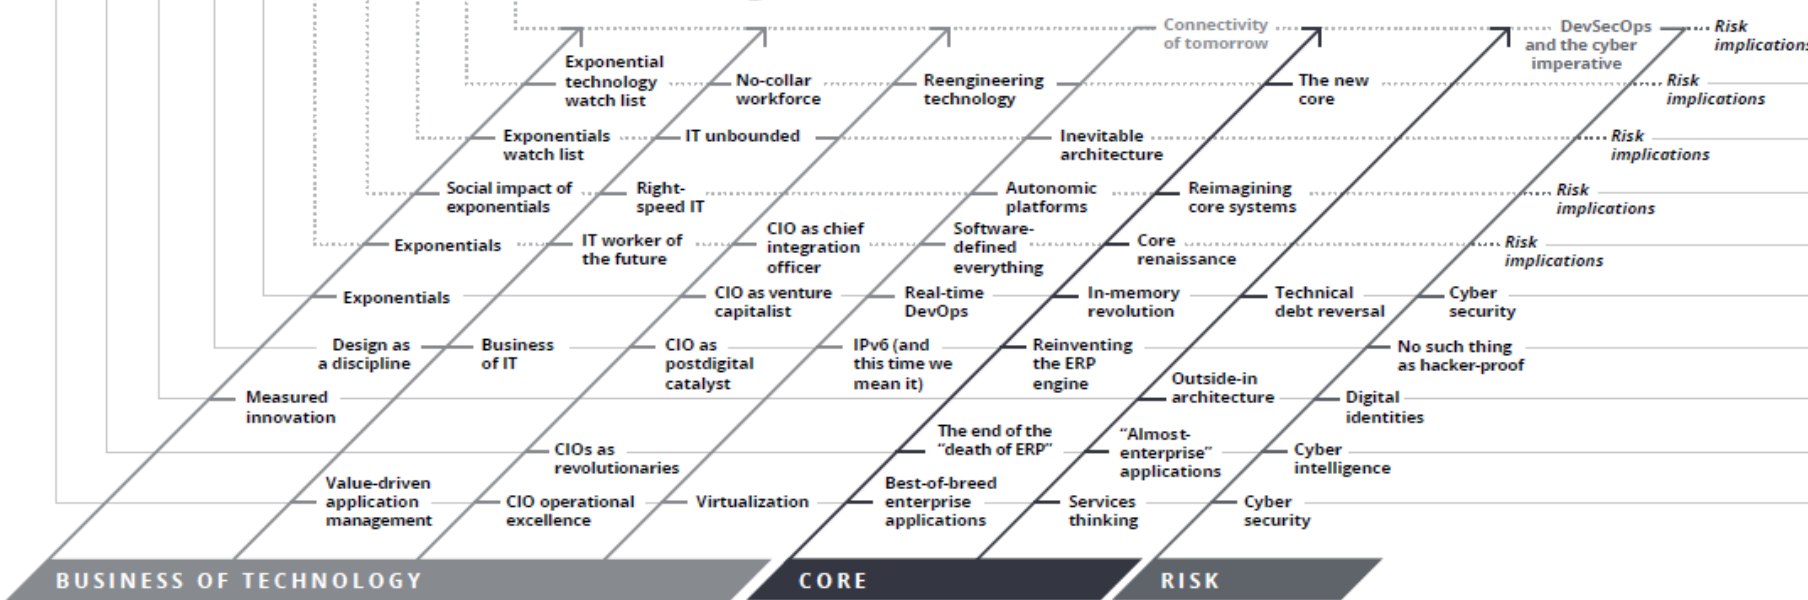 Connectivity
of tomorrow
DevSecOps
and the cyber
imperative
Risk
implications
Exponential
technology
watch list
No-collar
workforce
Reengineering
technology
The new
core
Risk
implications
Exponentials
watch list
IT unbounded
Inevitable
architecture
Risk
implications
Social impact of
exponentials
Right-
speed IT
Autonomic
platforms
Reimagining
core systems
Risk
implications
Exponentials
IT worker of
the future
CIO as chief
integration
officer
Software-
defined
everything
Core
renaissance
Risk
implications
Exponentials
CIO as venture
capitalist
Real-time
DevOps
In-memory
revolution
Technical
debt reversal
Cyber
security
Design as
a discipline
Business
of IT
CIO as
postdigital
catalyst
IPv6 (and
this time we
mean it)
Reinventing
the ERP
engine
No such thing
as hacker-proof
Measured
innovation
Outside-in
architecture
Digital
identities
CIOs as
revolutionaries
The end of the
“death of ERP”
“Almost-
enterprise”
applications
Cyber
intelligence
Value-driven
application
management
CIO operational
excellence
Virtualization
Best-of-breed
enterprise
applications
Services
thinking
Cyber
security
BUSINESS OF TECHNOLOGY
CORE
RISK